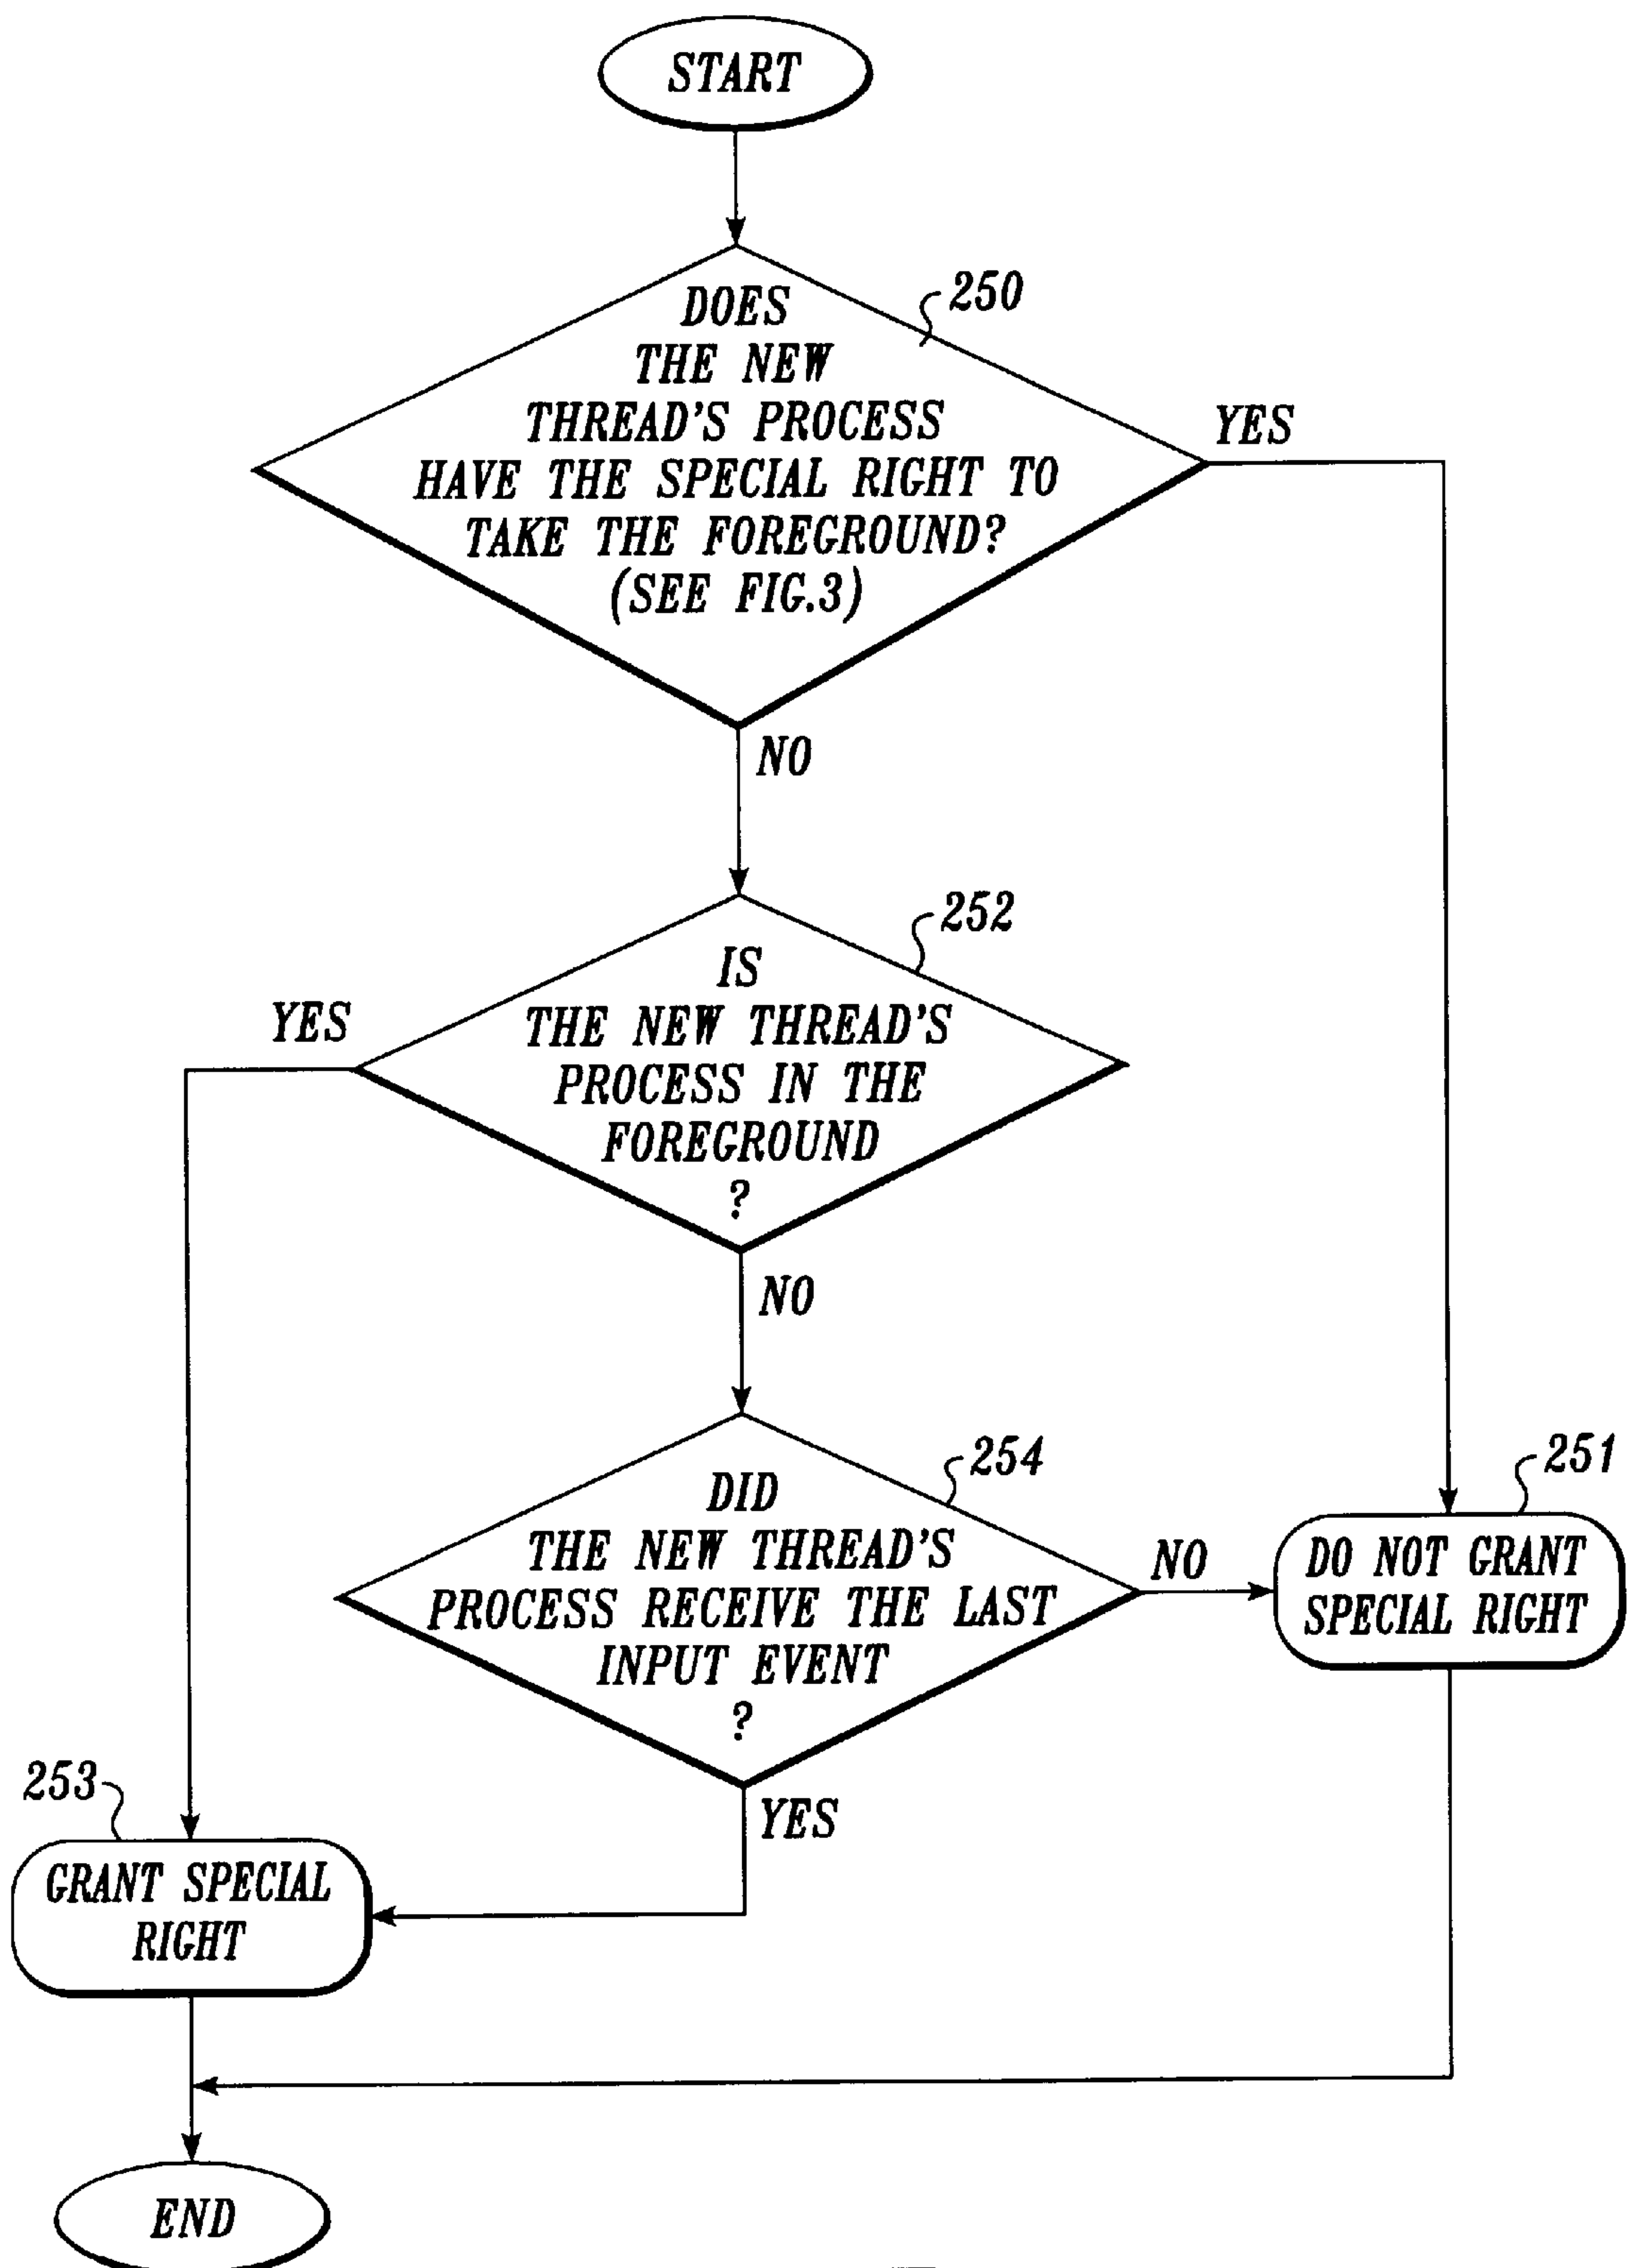 START
250
DOES
THE NEW
THREAD'S PROCESS
HAVE THE SPECIAL RIGHT TO
TAKE THE FOREGROUND?
(SEE FIG.3)
YES
NO
252
IS
THE NEW THREAD'S
PROCESS IN THE
FOREGROUND
?
YES
NO
254
DID
THE NEW THREAD'S
PROCESS RECEIVE THE LAST
INPUT EVENT
?
NO
251
DO NOT GRANT
SPECIAL RIGHT
YES
253
GRANT SPECIAL
RIGHT
END